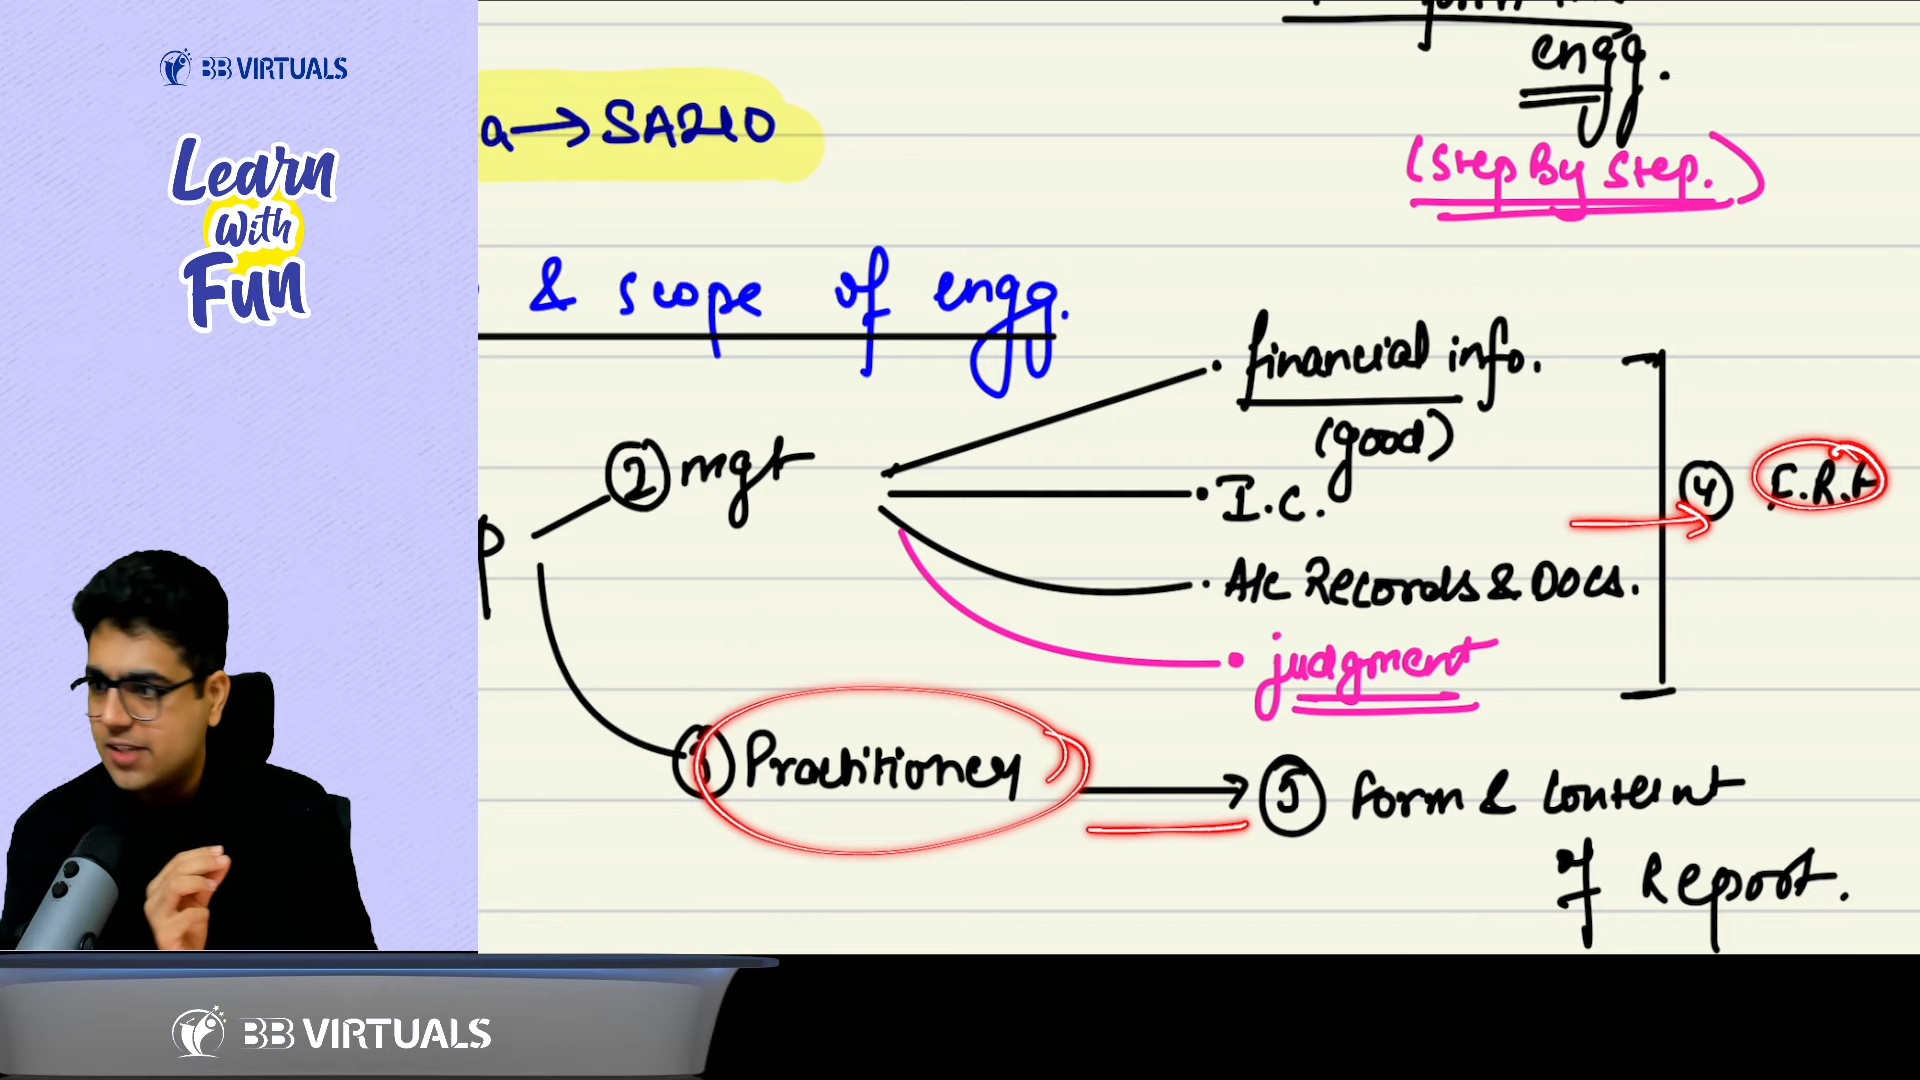 BB VIRTUALS
Learn
With
Fun
engg.
(Step By Step.)
a → SA210
& scope of engg.
• financial info.
(good)
② mgt
• I.C.
④
• A/c Records & Docs.
• judgment
③ Practitioner → ⑤ Form & Content
of Report.
BB VIRTUALS